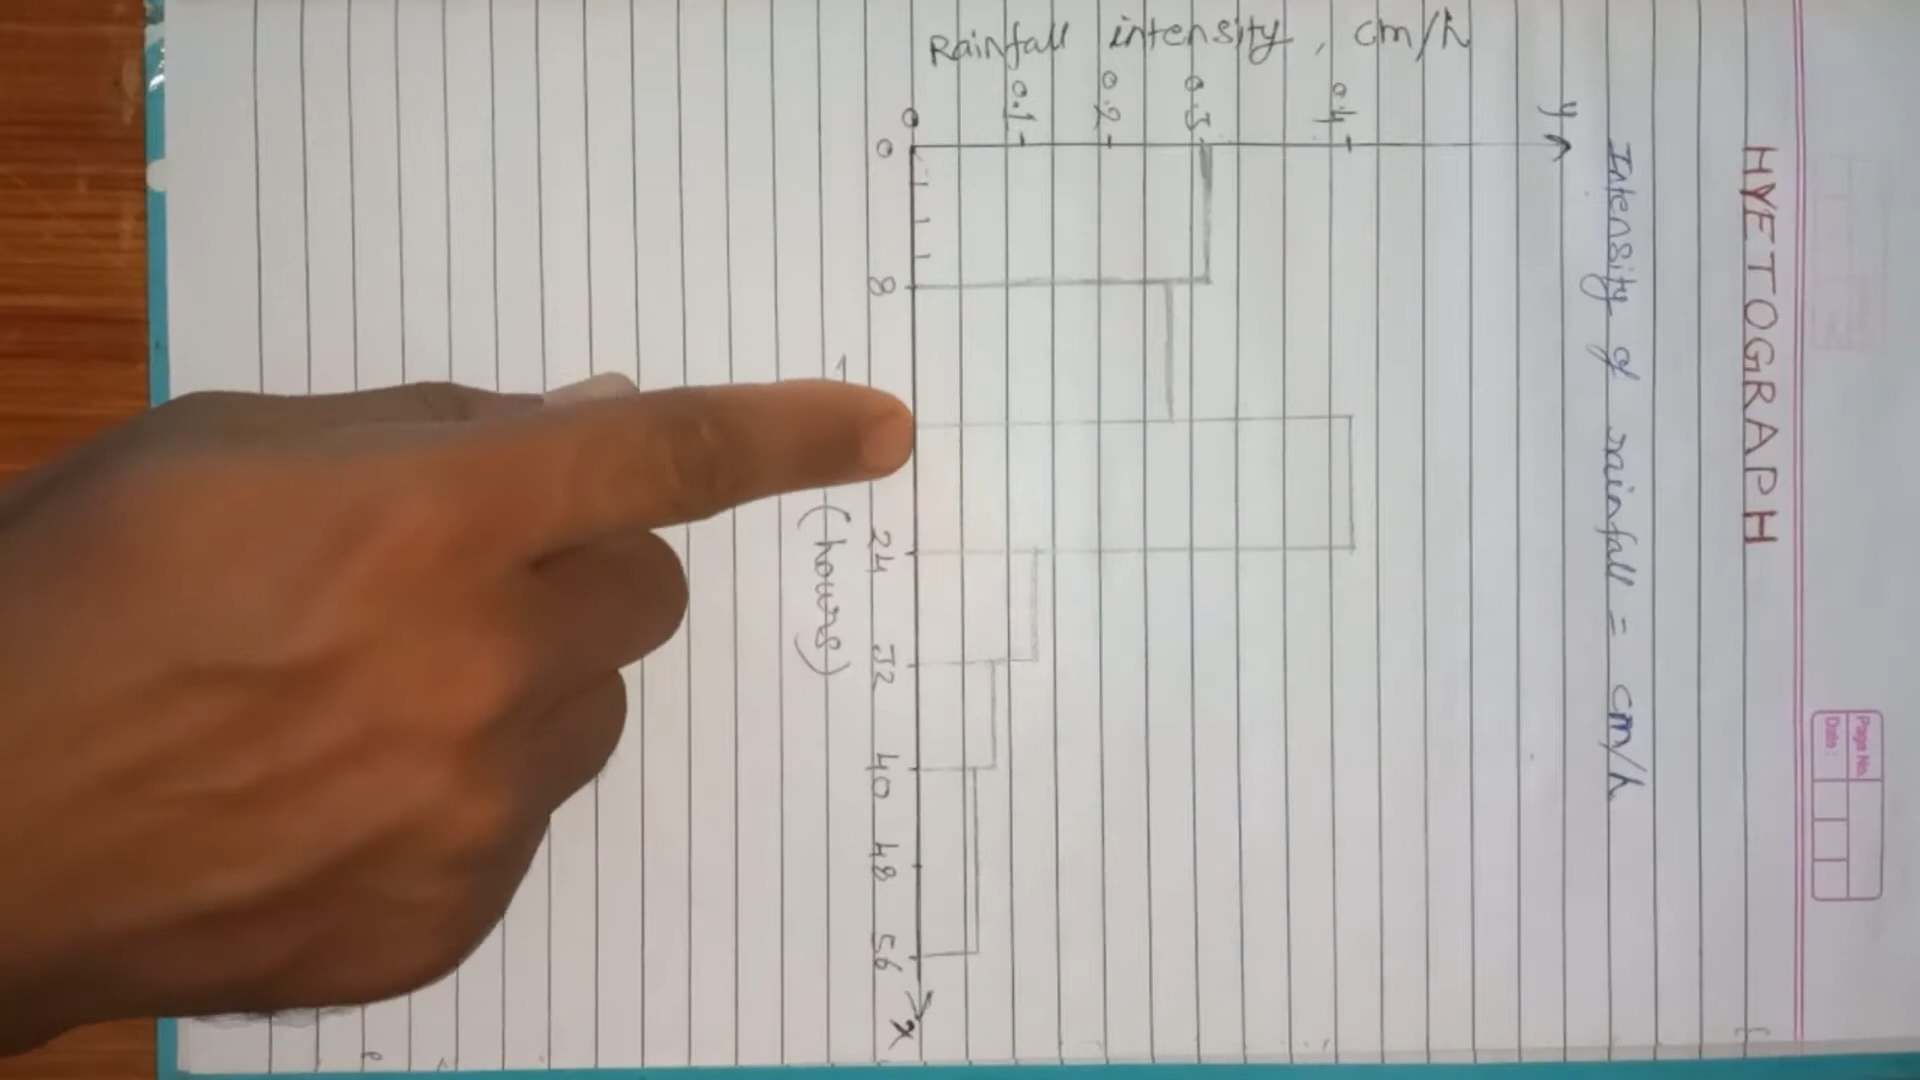 Page No.
Date:
HYETOGRAPH
Intensity of rainfall = cm/h
y
Rainfall intensity, cm/h
0.4
0.3
0.2
0.1
0
0 8 24 32 40 48 56 x
(hours)